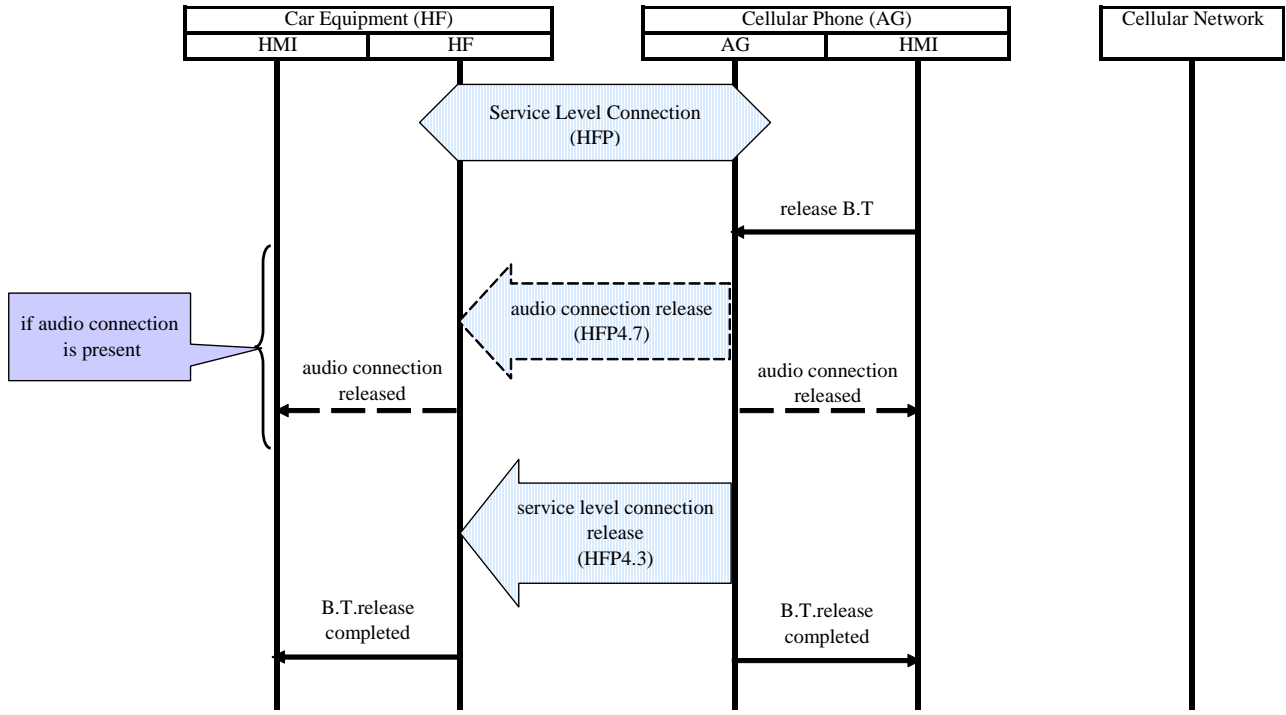 Car Equipment (HF)
Cellular Phone (AG)
Cellular Network
HMI
HF
AG
HMI
Service Level Connection
(HFP)
release B.T
if audio connection
is present
audio connection release
(HFP4.7)
audio connection
released
audio connection
released
service level connection
release
(HFP4.3)
B.T.release
completed
B.T.release
completed